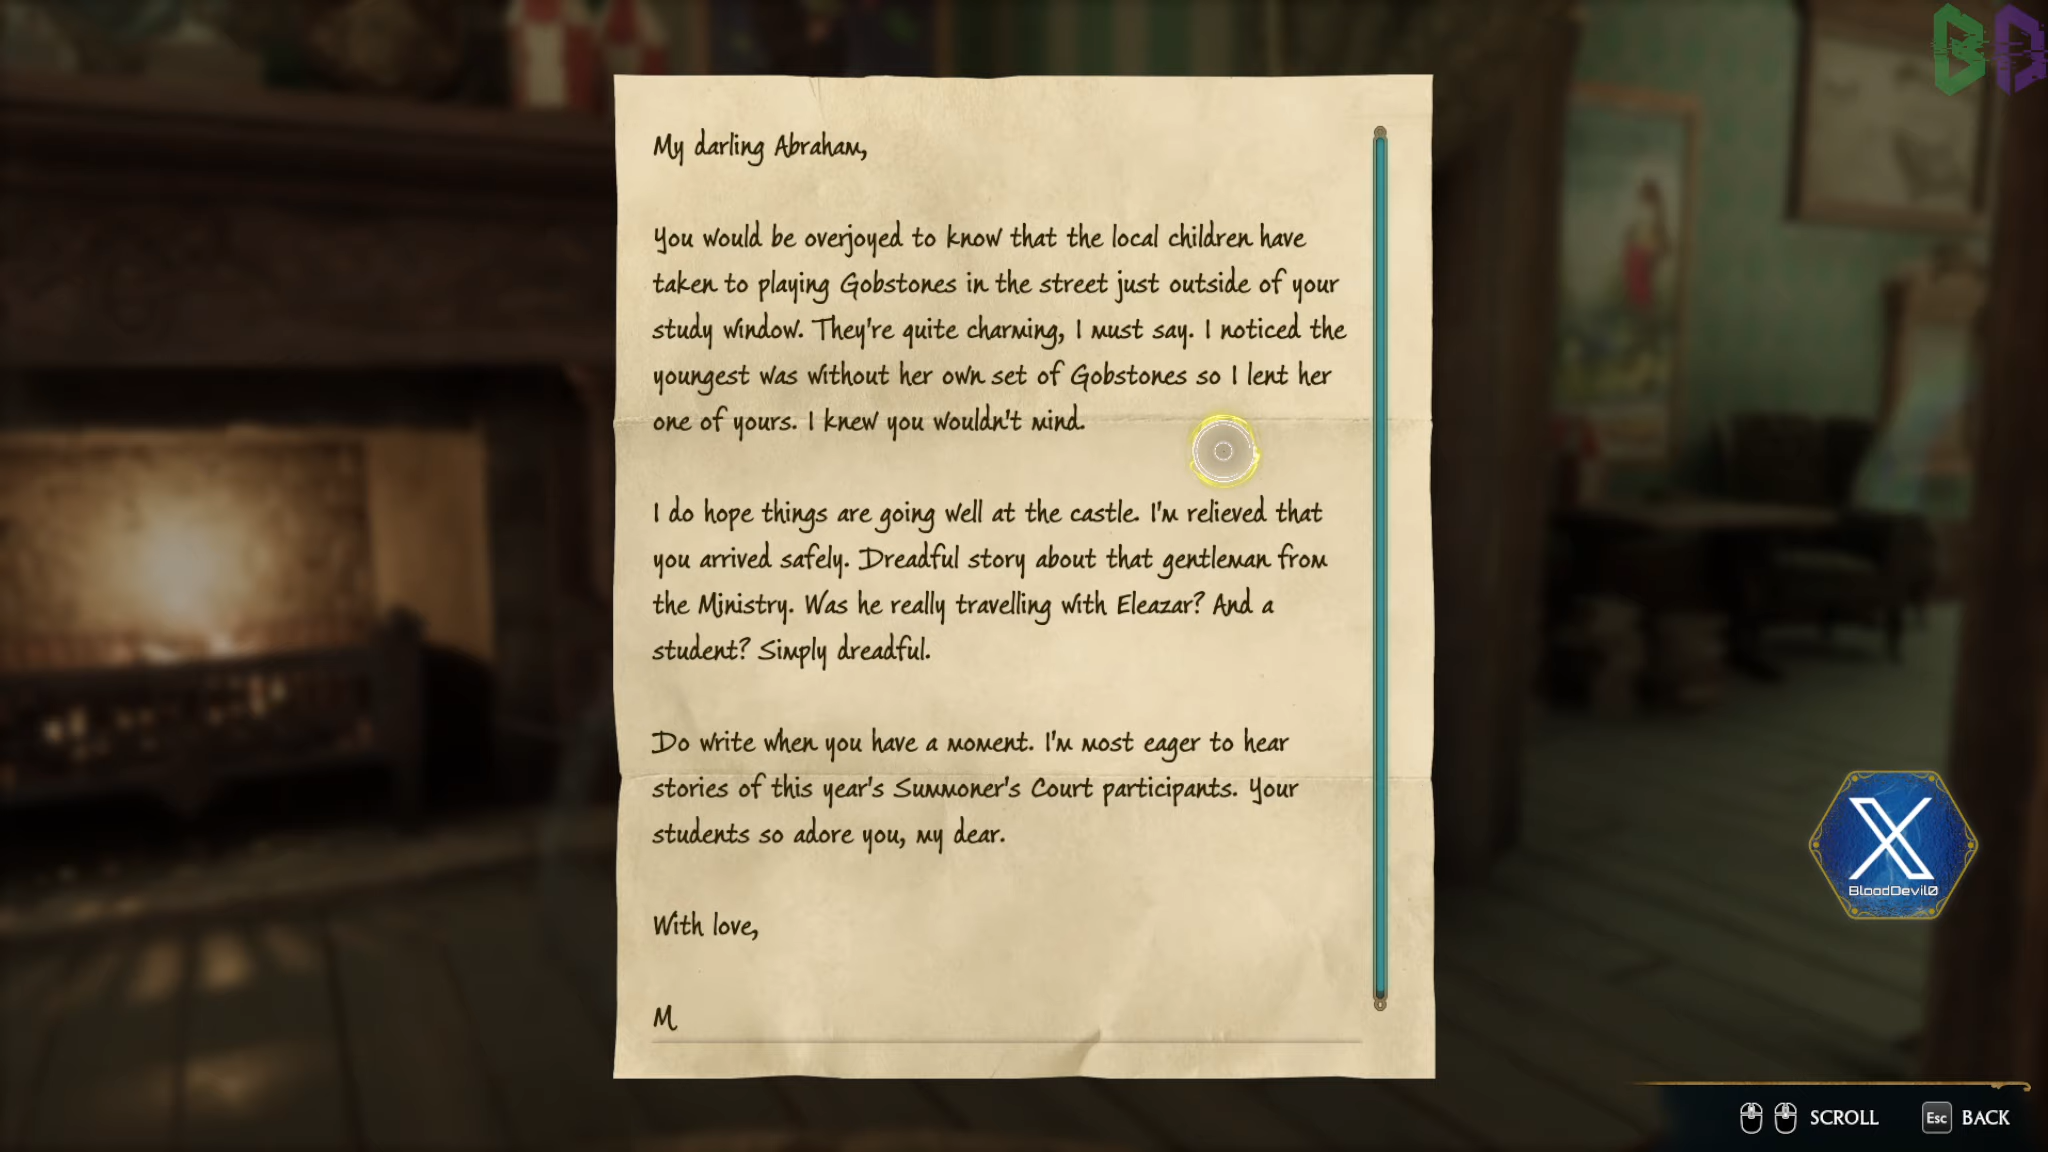 My darling Abraham,
You would be overjoyed to know that the local children have
taken to playing Gobstones in the street just outside of your
study window. They're quite charming, I must say. I noticed the
youngest was without her own set of Gobstones so I lent her
one of yours. I knew you wouldn't mind.
I do hope things are going well at the castle. I'm relieved that
you arrived safely. Dreadful story about that gentleman from
the Ministry. Was he really travelling with Eleazar? And a
student? Simply dreadful.
Do write when you have a moment. I'm most eager to hear
stories of this year's Summoner's Court participants. Your
students so adore you, my dear.
With love,
M
BD
X
BloodDevil0
SCROLL
Esc BACK